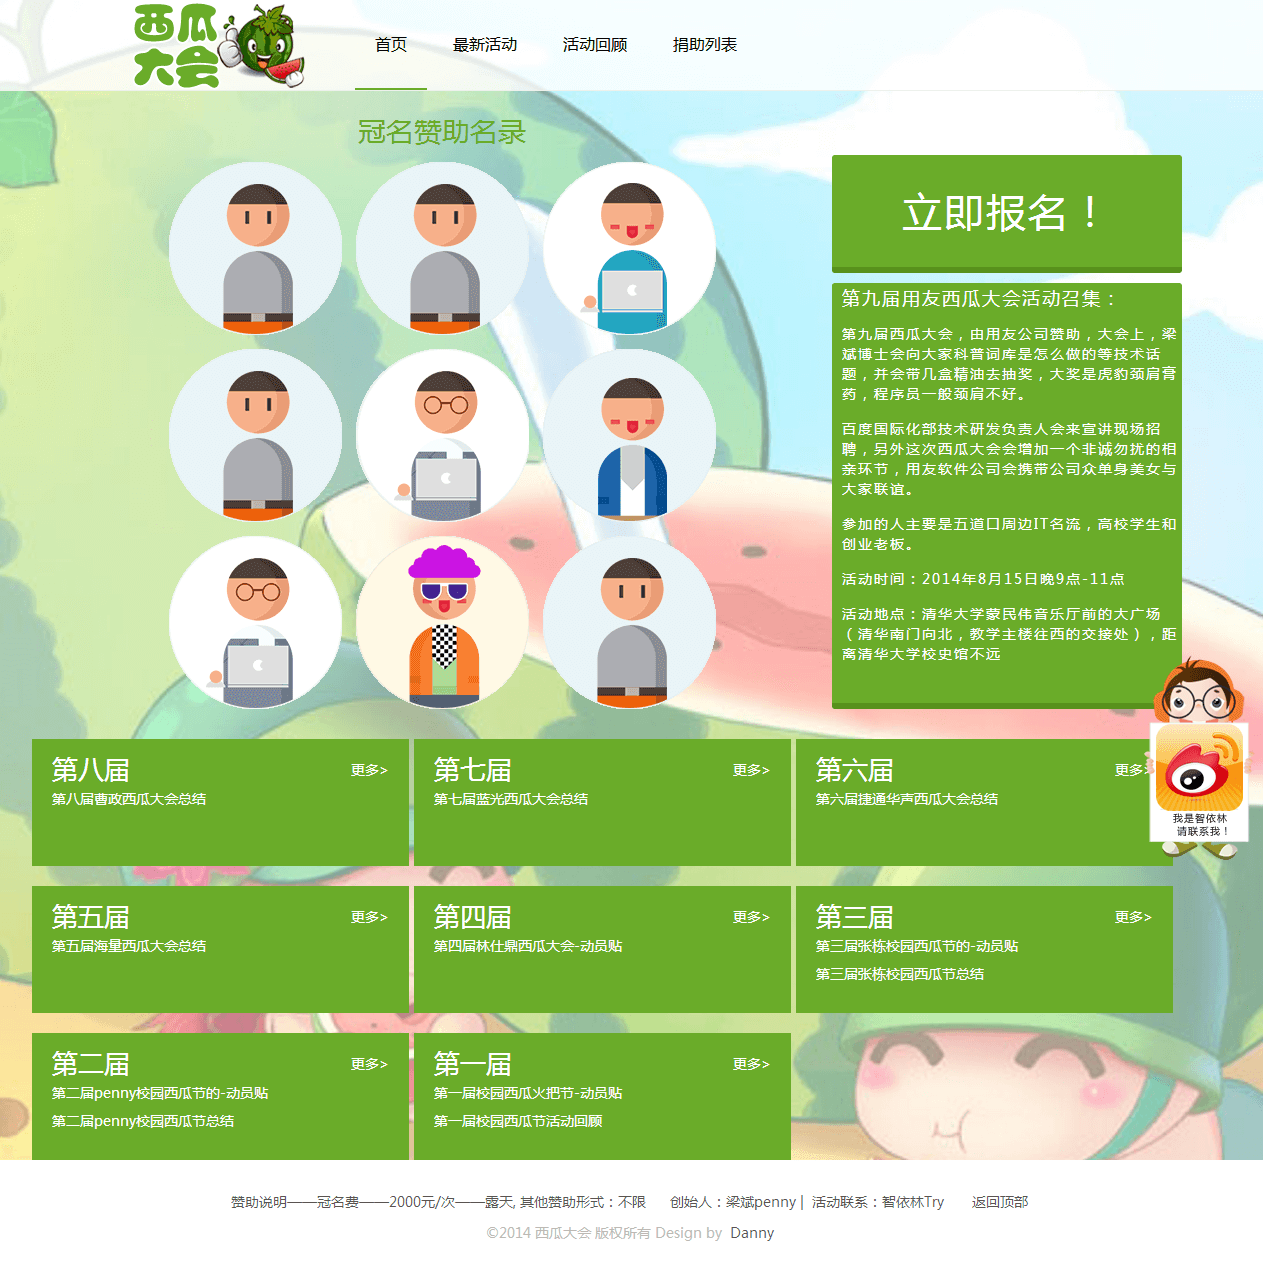 西瓜
大会
首页
最新活动
活动回顾
捐助列表
冠名赞助名录
立即报名！
第九届用友西瓜大会活动召集：
第九届西瓜大会，由用友公司赞助，大会上，梁
斌博士会向大家科普词库是怎么做的等技术话
题，并会带几盒精油去抽奖，大奖是虎豹颈肩膏
药，程序员一般颈肩不好。
百度国际化部技术研发负责人会来宣讲现场招
聘，另外这次西瓜大会会增加一个非诚勿扰的相
亲环节，用友软件公司会携带公司众单身美女与
大家联谊。
参加的人主要是五道口周边IT名流，高校学生和
创业老板。
活动时间：2014年8月15日晚9点-11点
活动地点：清华大学蒙民伟音乐厅前的大广场
（清华南门向北，教学主楼往西的交接处），距
离清华大学校史馆不远
我是智依林
请联系我！
第八届
更多>
第八届曹政西瓜大会总结
第七届
更多>
第七届蓝光西瓜大会总结
第六届
更多
第六届捷通华声西瓜大会总结
第五届
更多>
第五届海量西瓜大会总结
第四届
更多>
第四届林仕鼎西瓜大会-动员贴
第三届
更多>
第三届张栋校园西瓜节的-动员贴
第三届张栋校园西瓜节总结
第二届
更多>
第二届penny校园西瓜节的-动员贴
第二届penny校园西瓜节总结
第一届
更多>
第一届校园西瓜火把节-动员贴
第一届校园西瓜节活动回顾
赞助说明——冠名费——2000元/次——露天, 其他赞助形式：不限 创始人：梁斌penny | 活动联系：智依林Try 返回顶部
©2014 西瓜大会 版权所有 Design by Danny